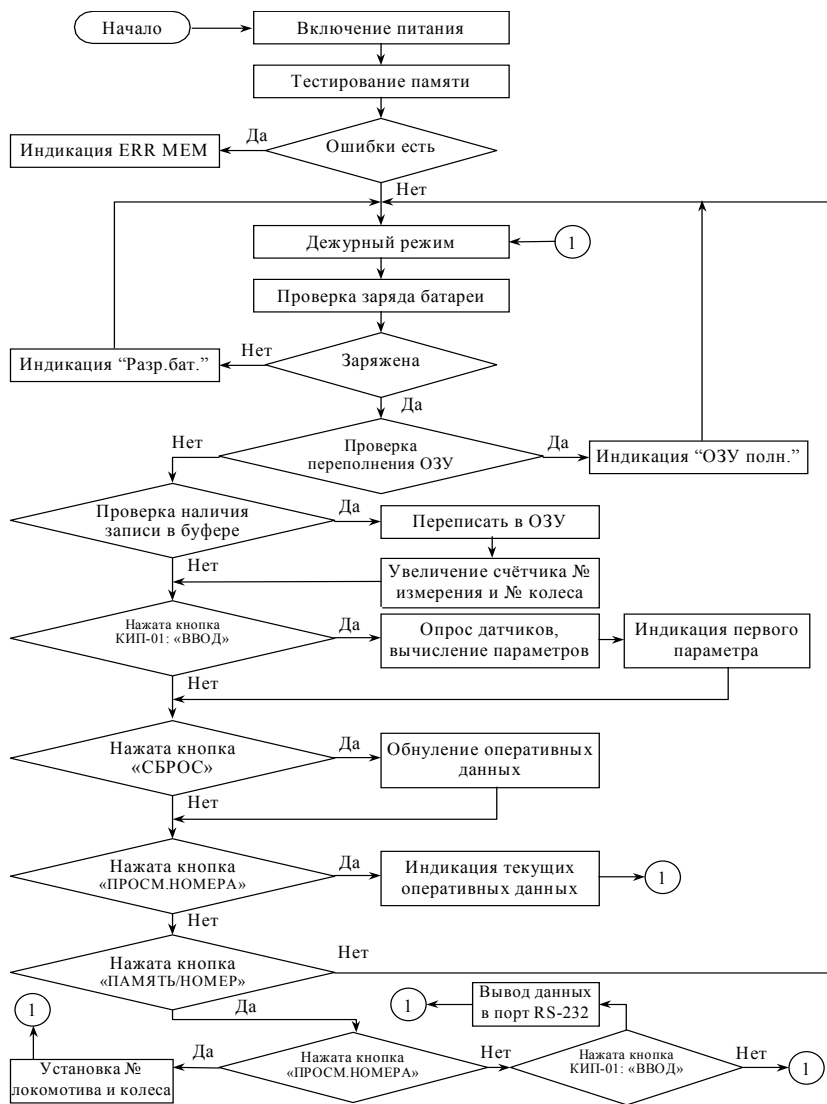 Начало
Включение питания
Тестирование памяти
Да
Ошибки есть
Индикация ERR MEM
Нет
Дежурный режим
1
Проверка заряда батареи
Нет
Заряжена
Индикация “Разр.бат.”
Да
Нет
Проверка
переполнения ОЗУ
Да
Индикация “ОЗУ полн.”
Проверка наличия
записи в буфере
Да
Переписать в ОЗУ
Нет
Увеличение счётчика №
измерения и № колеса
Нажата кнопка
КИП-01: «ВВОД»
Да
Опрос датчиков,
вычисление параметров
Индикация первого
параметра
Нет
Нажата кнопка
«СБРОС»
Да
Обнуление оперативных
данных
Нет
Нажата кнопка
«ПРОСМ.НОМЕРА»
Да
Индикация текущих
оперативных данных
1
Нет
Нажата кнопка
«ПАМЯТЬ/НОМЕР»
Нет
Да
1
1
Вывод данных
в порт RS-232
Установка №
локомотива и колеса
Да
Нажата кнопка
«ПРОСМ.НОМЕРА»
Нет
Нажата кнопка
КИП-01: «ВВОД»
Нет
1